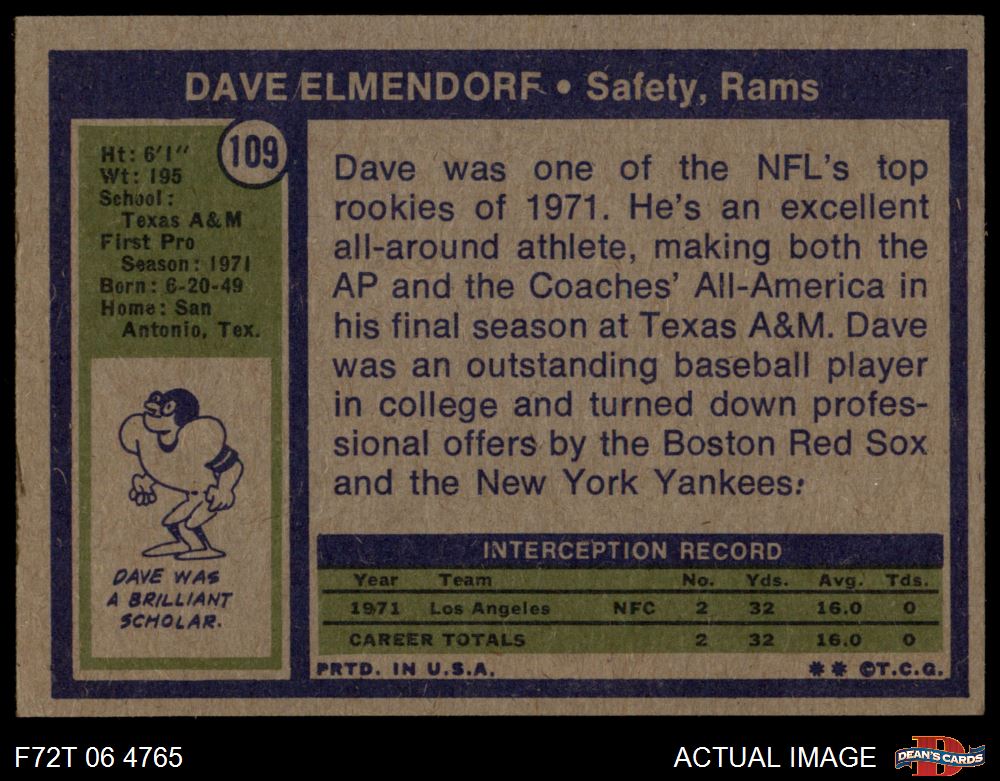 DAVE ELMENDORF • Safety, Rams
109
Ht: 6'1"
Wt: 195
School:
Texas A&M
First Pro
Season: 1971
Born: 6-20-49
Home: San
Antonio, Tex.
DAVE WAS
A BRILLIANT
SCHOLAR.
Dave was one of the NFL's top
rookies of 1971. He's an excellent
all-around athlete, making both the
AP and the Coaches' All-America in
his final season at Texas A&M. Dave
was an outstanding baseball player
in college and turned down profes-
sional offers by the Boston Red Sox
and the New York Yankees.
INTERCEPTION RECORD
Year Team No. Yds. Avg. Tds.
1971 Los Angeles NFC 2 32 16.0 0
CAREER TOTALS 2 32 16.0 0
PRTD. IN U.S.A. ** ©T.C.G.
F72T 06 4765 ACTUAL IMAGE D DEAN'S CARDS